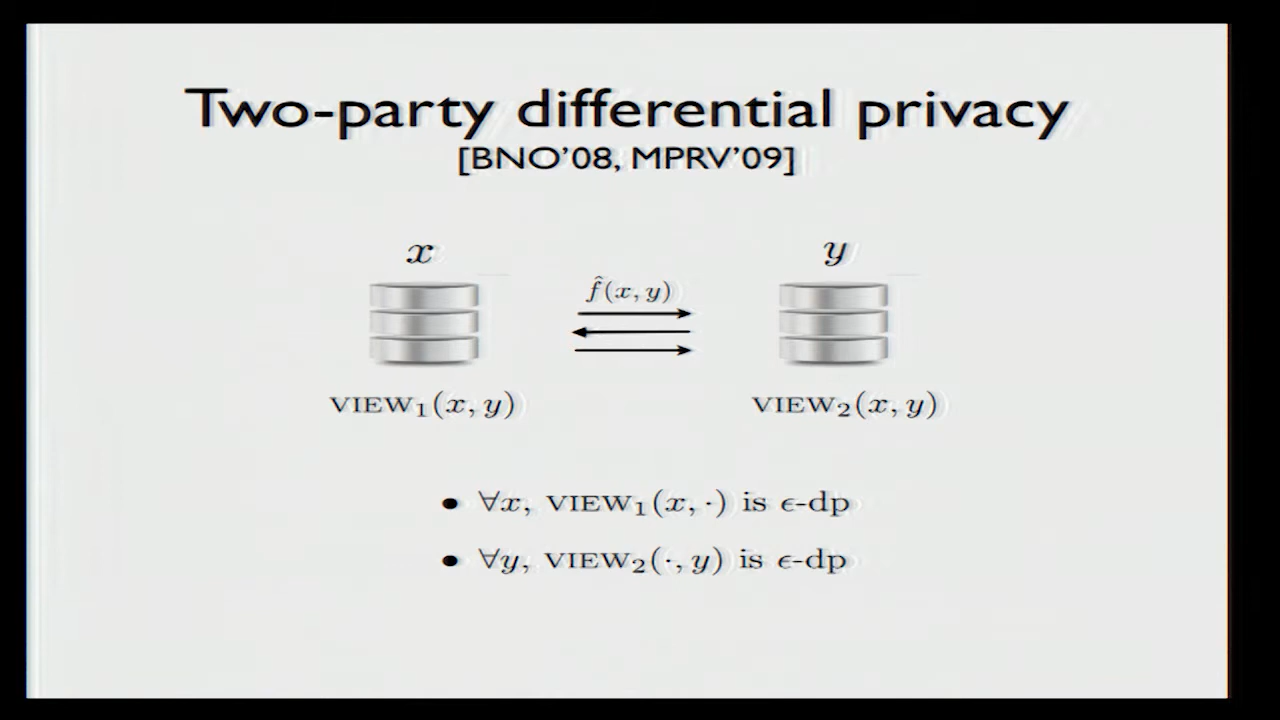 Two-party differential privacy
[BNO'08, MPRV'09]
x
y
f̂(x, y)
VIEW₁(x, y)
VIEW₂(x, y)
• ∀x, VIEW₁(x, ·) is ϵ-dp
• ∀y, VIEW₂(·, y) is ϵ-dp